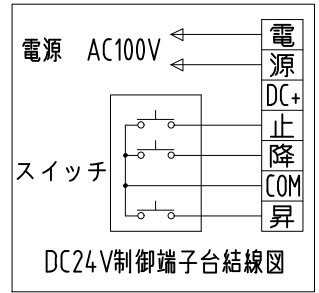 電源 AC100V
電
源
DC+
止
降
COM
昇
スイッチ
DC24V制御端子台結線図